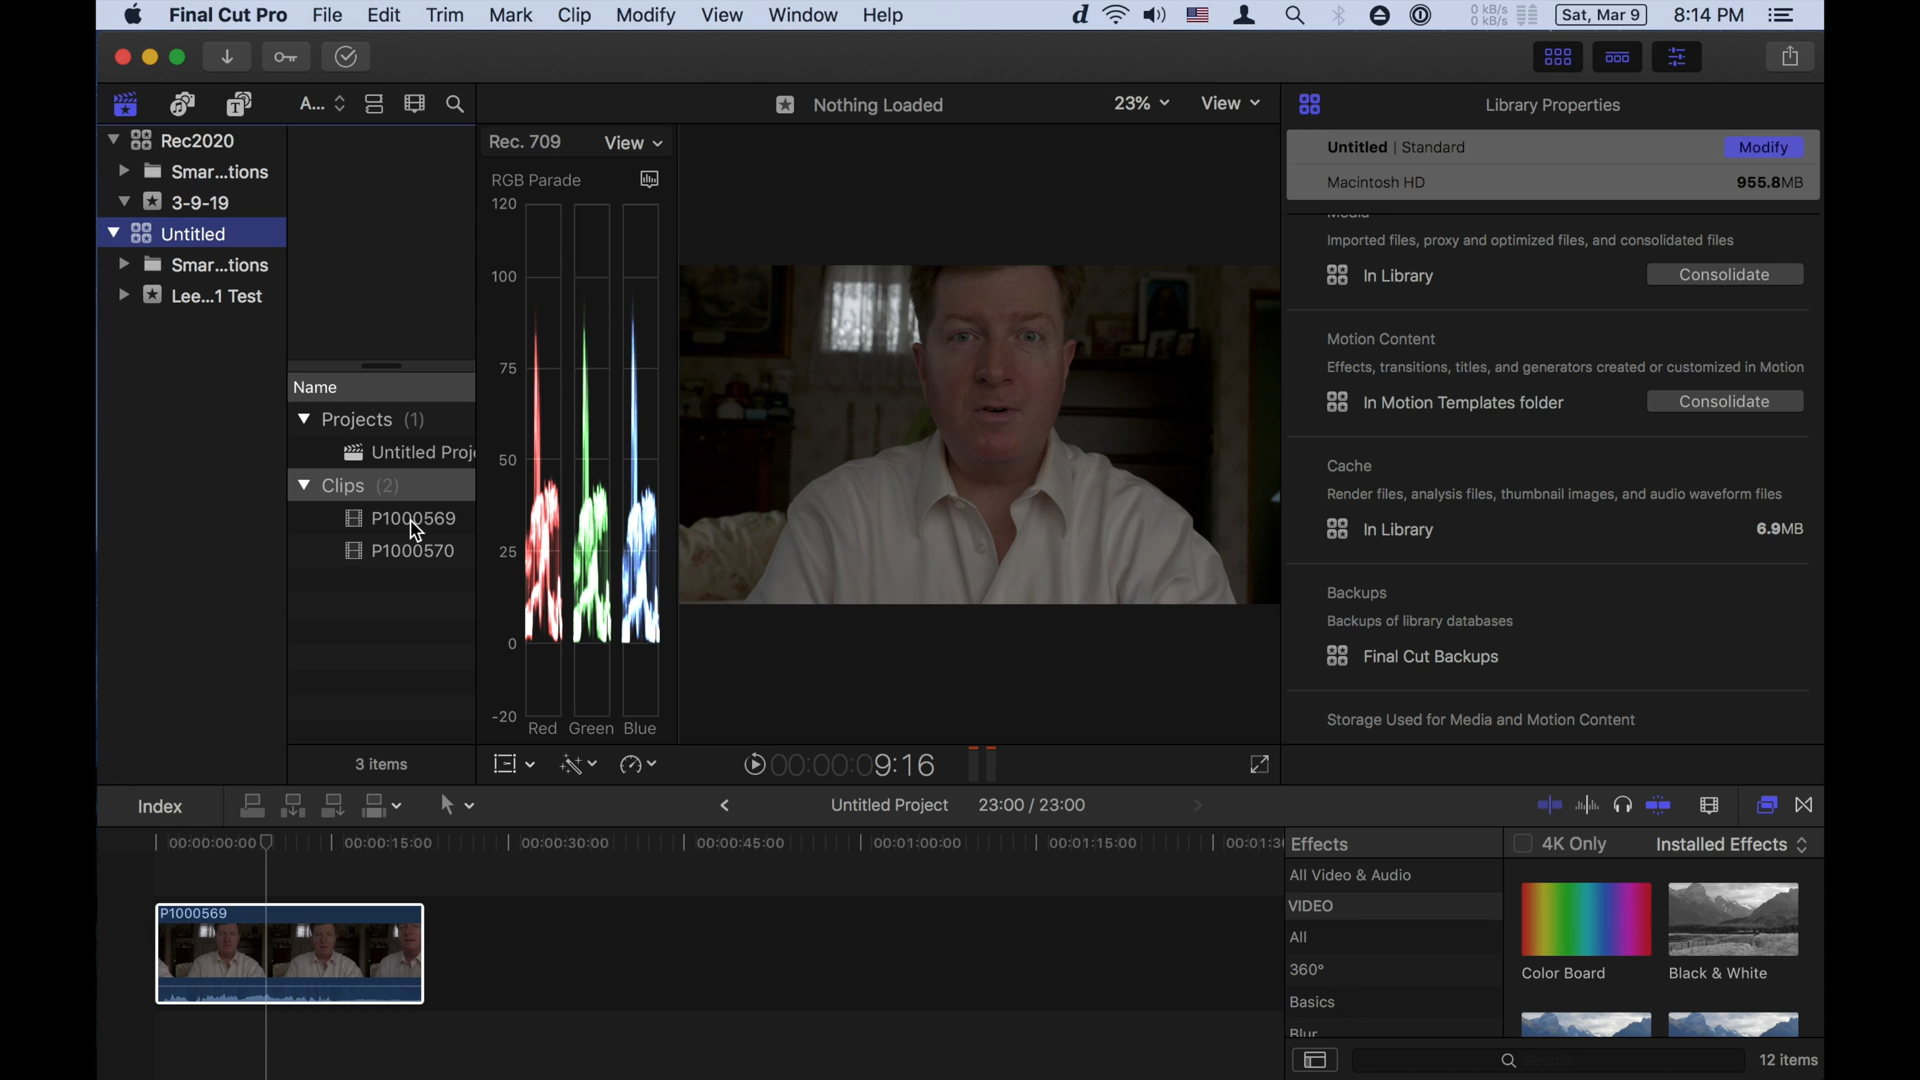 Final Cut Pro File Edit Trim Mark Clip Modify View Window Help
0 kB/s
0 kB/s
Sat, Mar 9 8:14 PM
A...
Nothing Loaded
23%
View
Library Properties
Rec2020
Smar...tions
3-9-19
Untitled
Smar...tions
Lee...1 Test
Name
Projects (1)
Untitled Proj
Clips (2)
P1000569
P1000570
3 items
Rec. 709
View
RGB Parade
120
100
75
50
25
0
-20
Red Green Blue
Untitled | Standard
Modify
Macintosh HD
955.8MB
Media
Imported files, proxy and optimized files, and consolidated files
In Library
Consolidate
Motion Content
Effects, transitions, titles, and generators created or customized in Motion
In Motion Templates folder
Consolidate
Cache
Render files, analysis files, thumbnail images, and audio waveform files
In Library
6.9MB
Backups
Backups of library databases
Final Cut Backups
Storage Used for Media and Motion Content
00:00:09:16
Index
Untitled Project 23:00 / 23:00
00:00:00:00 00:00:15:00 00:00:30:00 00:00:45:00 00:01:00:00 00:01:15:00 00:01:30
P1000569
Effects
4K Only
Installed Effects
All Video & Audio
VIDEO
All
360°
Basics
Blur
Color Board
Black & White
Search
12 items